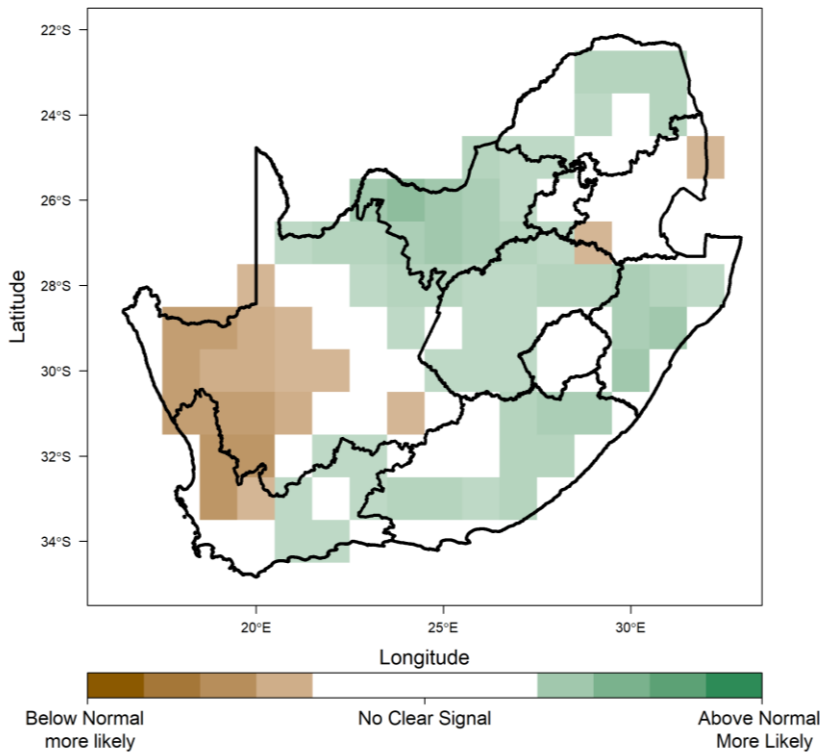 22°S
24°S
26°S
28°S
30°S
32°S
34°S
Latitude
20°E 25°E 30°E
Longitude
Below Normal more likely
No Clear Signal
Above Normal More Likely